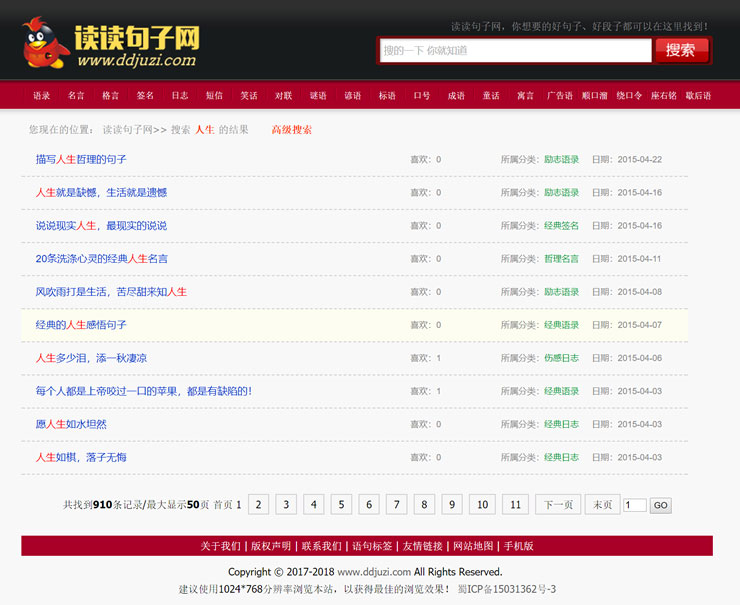 读读句子网，你想要的好句子、好段子都可以在这里找到！
读读句子网
www.ddjuzi.com
搜的一下 你就知道 搜索
语录 名言 格言 签名 日志 短信 笑话 对联 谜语 谚语 标语 口号 成语 童话 寓言 广告语 顺口溜 绕口令 座右铭 歇后语
您现在的位置： 读读句子网>> 搜索 人生 的结果 高级搜索
描写人生哲理的句子 喜欢：0 所属分类：励志语录 日期：2015-04-22
人生就是缺憾，生活就是遗憾 喜欢：0 所属分类：励志语录 日期：2015-04-16
说说现实人生，最现实的说说 喜欢：0 所属分类：经典签名 日期：2015-04-16
20条洗涤心灵的经典人生名言 喜欢：0 所属分类：哲理名言 日期：2015-04-11
风吹雨打是生活，苦尽甜来知人生 喜欢：0 所属分类：励志语录 日期：2015-04-08
经典的人生感悟句子 喜欢：0 所属分类：经典语录 日期：2015-04-07
人生多少泪，添一秋凄凉 喜欢：1 所属分类：伤感日志 日期：2015-04-06
每个人都是上帝咬过一口的苹果，都是有缺陷的！ 喜欢：1 所属分类：经典语录 日期：2015-04-03
愿人生如水坦然 喜欢：0 所属分类：经典日志 日期：2015-04-03
人生如棋，落子无悔 喜欢：0 所属分类：经典日志 日期：2015-04-03
共找到910条记录/最大显示50页 首页 1 2 3 4 5 6 7 8 9 10 11 下一页 末页 1 GO
关于我们 | 版权声明 | 联系我们 | 语句标签 | 友情链接 | 网站地图 | 手机版
Copyright © 2017-2018 www.ddjuzi.com All Rights Reserved.
建议使用1024*768分辨率浏览本站，以获得最佳的浏览效果！ 蜀ICP备15031362号-3